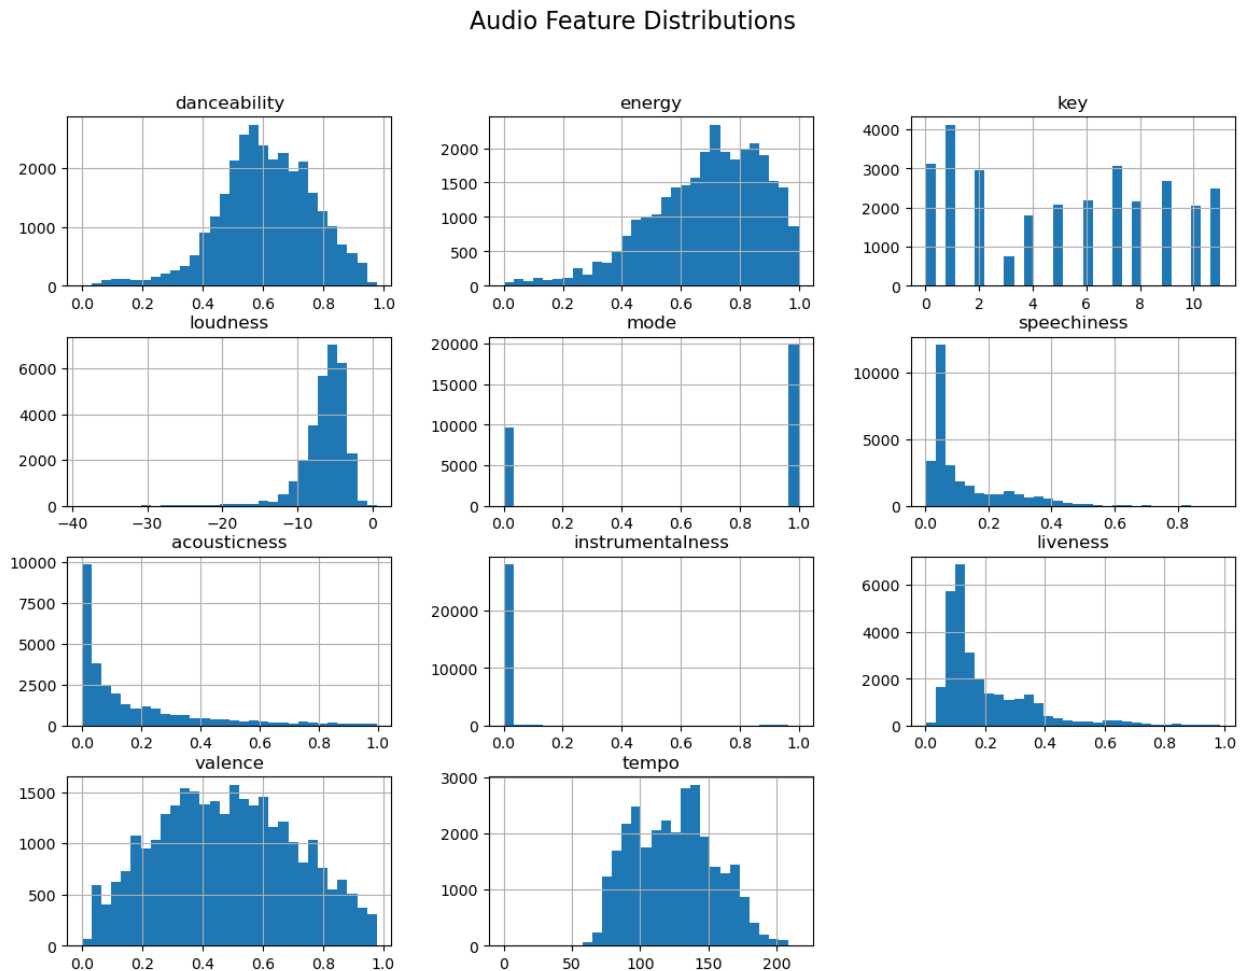 Audio Feature Distributions
danceability
2000
1000
0
0.0 0.2 0.4 0.6 0.8 1.0
energy
2000
1500
1000
500
0
0.0 0.2 0.4 0.6 0.8 1.0
key
4000
3000
2000
1000
0
0 2 4 6 8 10
loudness
6000
4000
2000
0
−40 −30 −20 −10 0
mode
20000
15000
10000
5000
0
0.0 0.2 0.4 0.6 0.8 1.0
speechiness
10000
5000
0
0.0 0.2 0.4 0.6 0.8
acousticness
10000
7500
5000
2500
0
0.0 0.2 0.4 0.6 0.8 1.0
instrumentalness
20000
10000
0
0.0 0.2 0.4 0.6 0.8 1.0
liveness
6000
4000
2000
0
0.0 0.2 0.4 0.6 0.8 1.0
valence
1500
1000
500
0
0.0 0.2 0.4 0.6 0.8 1.0
tempo
3000
2000
1000
0
0 50 100 150 200